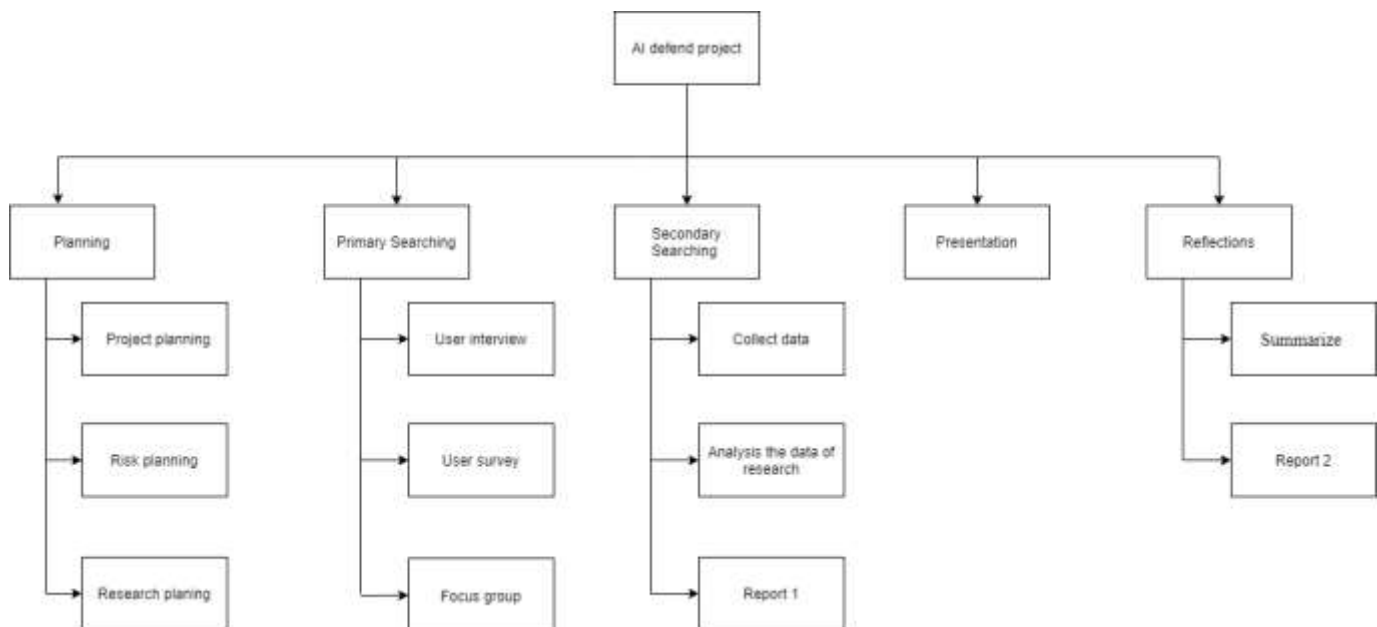 AI defend project
Planning
Primary Searching
Secondary
Searching
Presentation
Reflections
Project planning
User interview
Collect data
Summarize
Risk planning
User survey
Analysis the data of
research
Report 2
Research planing
Focus group
Report 1